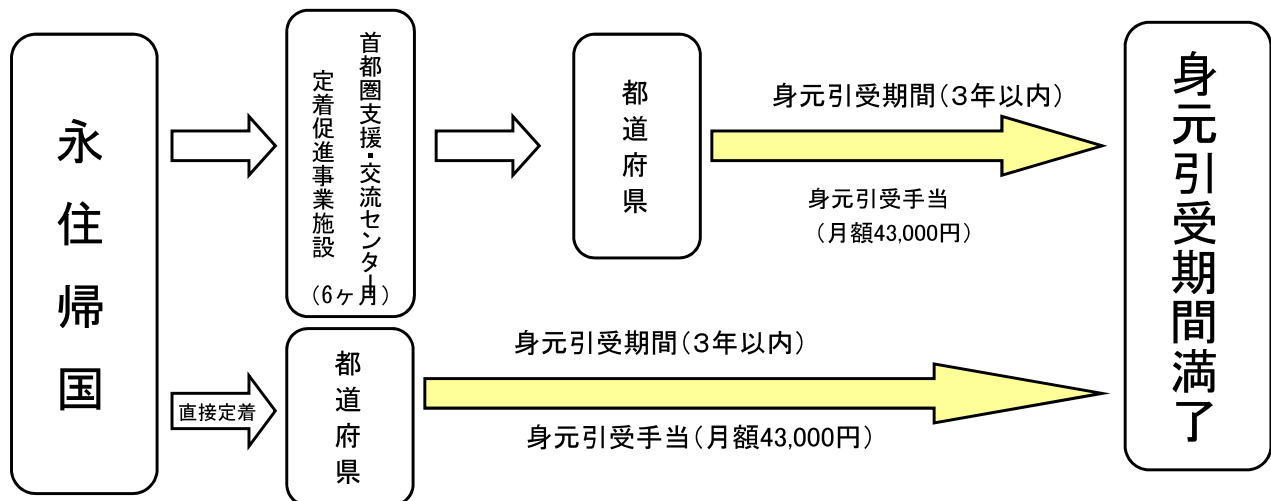 永住帰国
首都圏支援・交流センター
定着促進事業施設
（6ヶ月）
都道府県
身元引受期間（３年以内）
身元引受手当
（月額43,000円）
直接定着
都道府県
身元引受期間（３年以内）
身元引受手当（月額43,000円）
身元引受期間満了